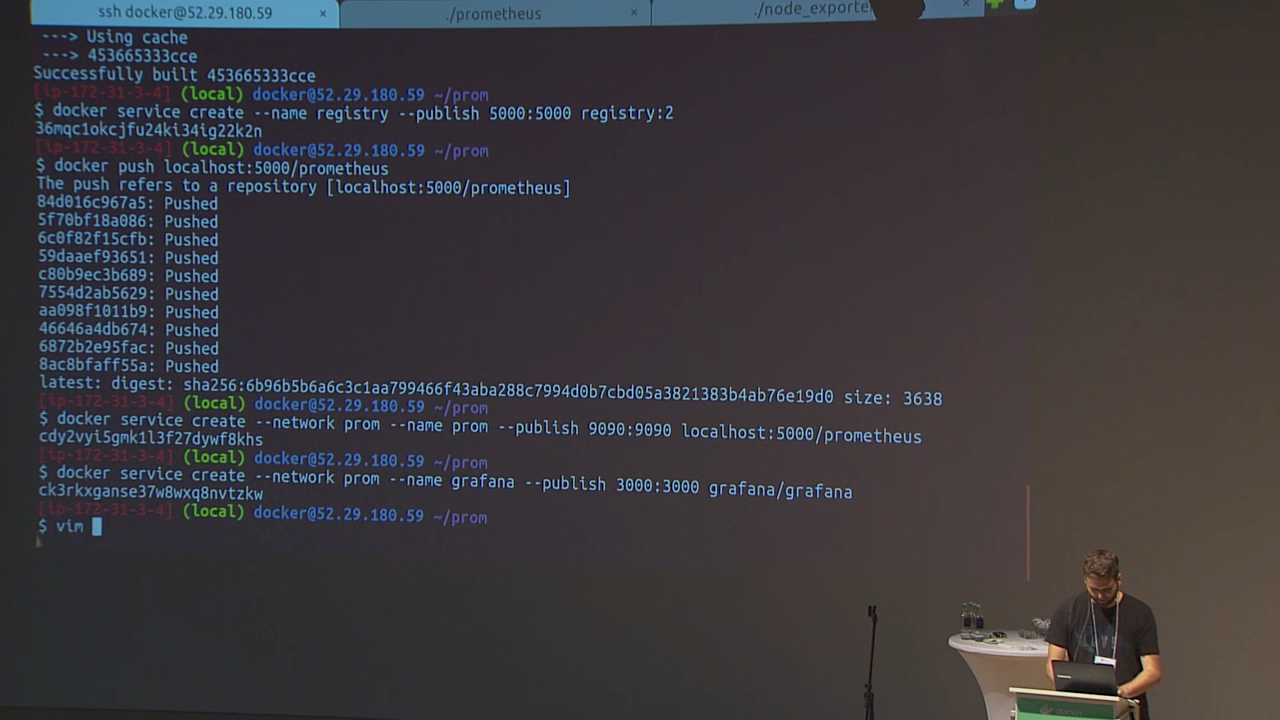 ssh docker@52.29.180.59 × ./prometheus × ./node_exporte ×
---> Using cache
---> 453665333cce
Successfully built 453665333cce
[ip-172-31-3-4] (local) docker@52.29.180.59 ~/prom
$ docker service create --name registry --publish 5000:5000 registry:2
36mqc1okcjfu24ki34ig22k2n
[ip-172-31-3-4] (local) docker@52.29.180.59 ~/prom
$ docker push localhost:5000/prometheus
The push refers to a repository [localhost:5000/prometheus]
84d016c967a5: Pushed
5f70bf18a086: Pushed
6c0f82f15cfb: Pushed
59daaef93651: Pushed
c80b9ec3b689: Pushed
7554d2ab5629: Pushed
aa098f1011b9: Pushed
46646a4db674: Pushed
6872b2e95fac: Pushed
8ac8bfaff55a: Pushed
latest: digest: sha256:6b96b5b6a6c3c1aa799466f43aba288c7994d0b7cbd05a3821383b4ab76e19d0 size: 3638
[ip-172-31-3-4] (local) docker@52.29.180.59 ~/prom
$ docker service create --network prom --name prom --publish 9090:9090 localhost:5000/prometheus
cdy2vyi5gmk1l3f27dywf8khs
[ip-172-31-3-4] (local) docker@52.29.180.59 ~/prom
$ docker service create --network prom --name grafana --publish 3000:3000 grafana/grafana
ck3rkxganse37w8wxq8nvtzkw
[ip-172-31-3-4] (local) docker@52.29.180.59 ~/prom
$ vim
docker